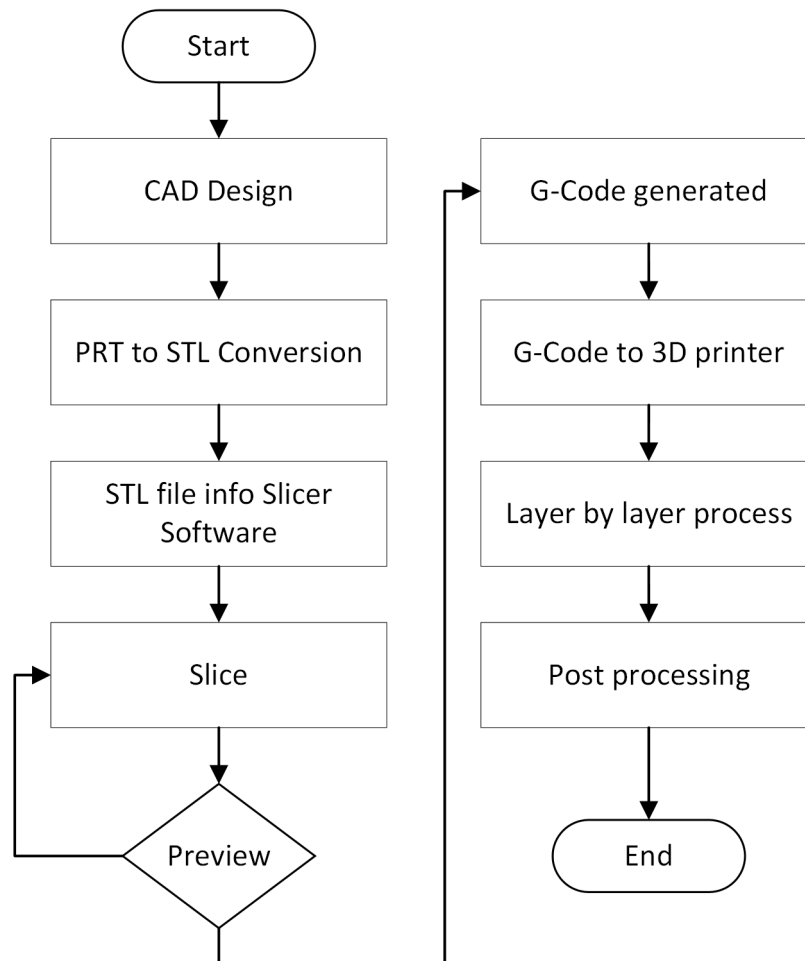 Start
CAD Design
PRT to STL Conversion
STL file info Slicer
Software
Slice
Preview
G-Code generated
G-Code to 3D printer
Layer by layer process
Post processing
End